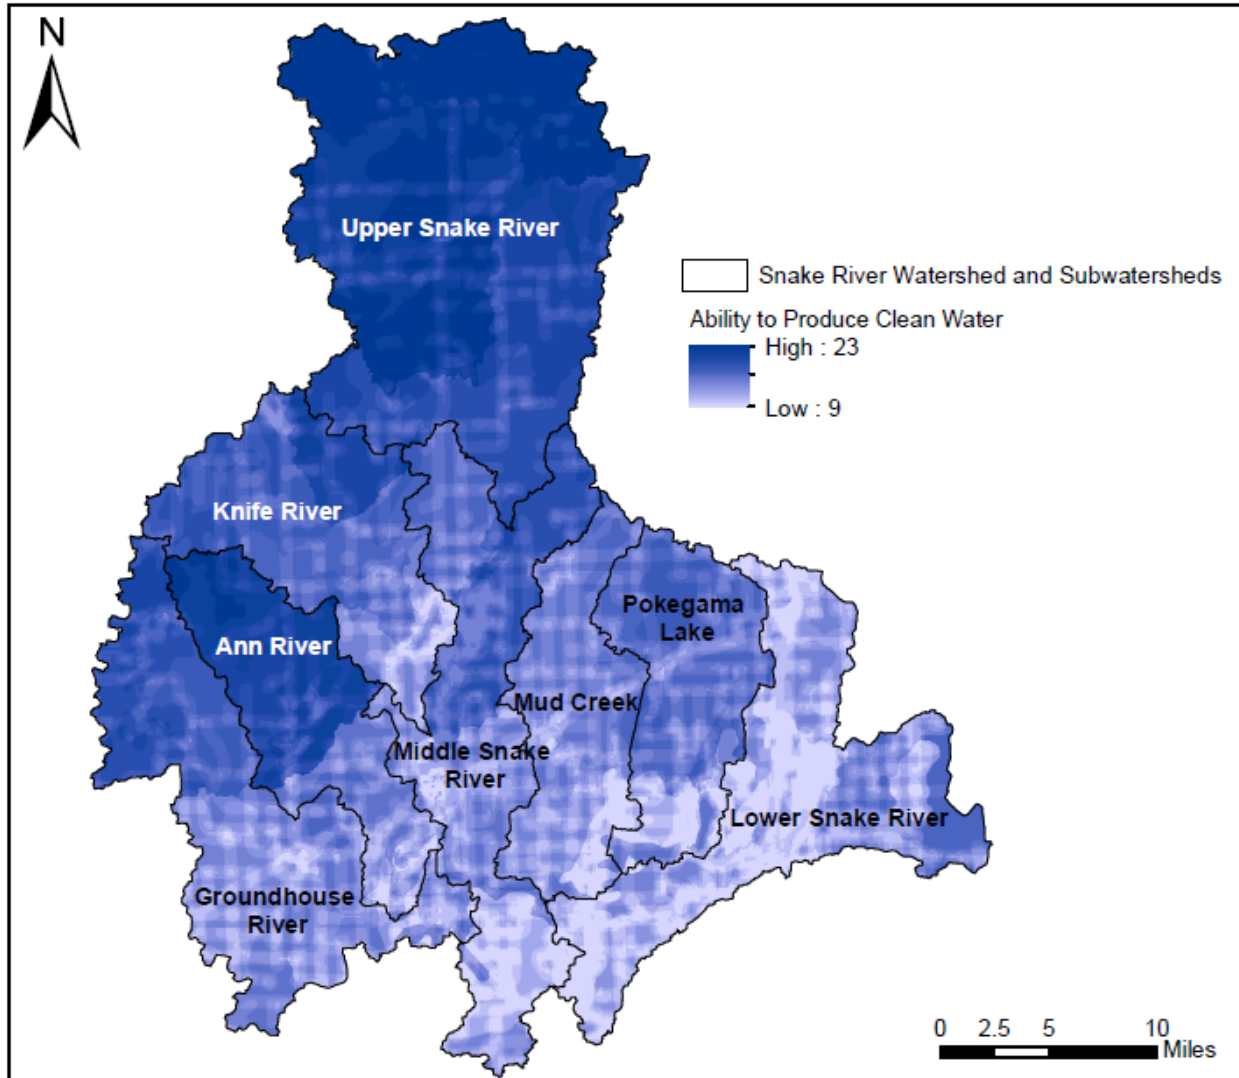 N
Upper Snake River
Snake River Watershed and Subwatersheds
Ability to Produce Clean Water
High : 23
Low : 9
Knife River
Pokegama
Lake
Ann River
Mud Creek
Middle Snake
River
Lower Snake River
Groundhouse
River
0 2.5 5 10
Miles